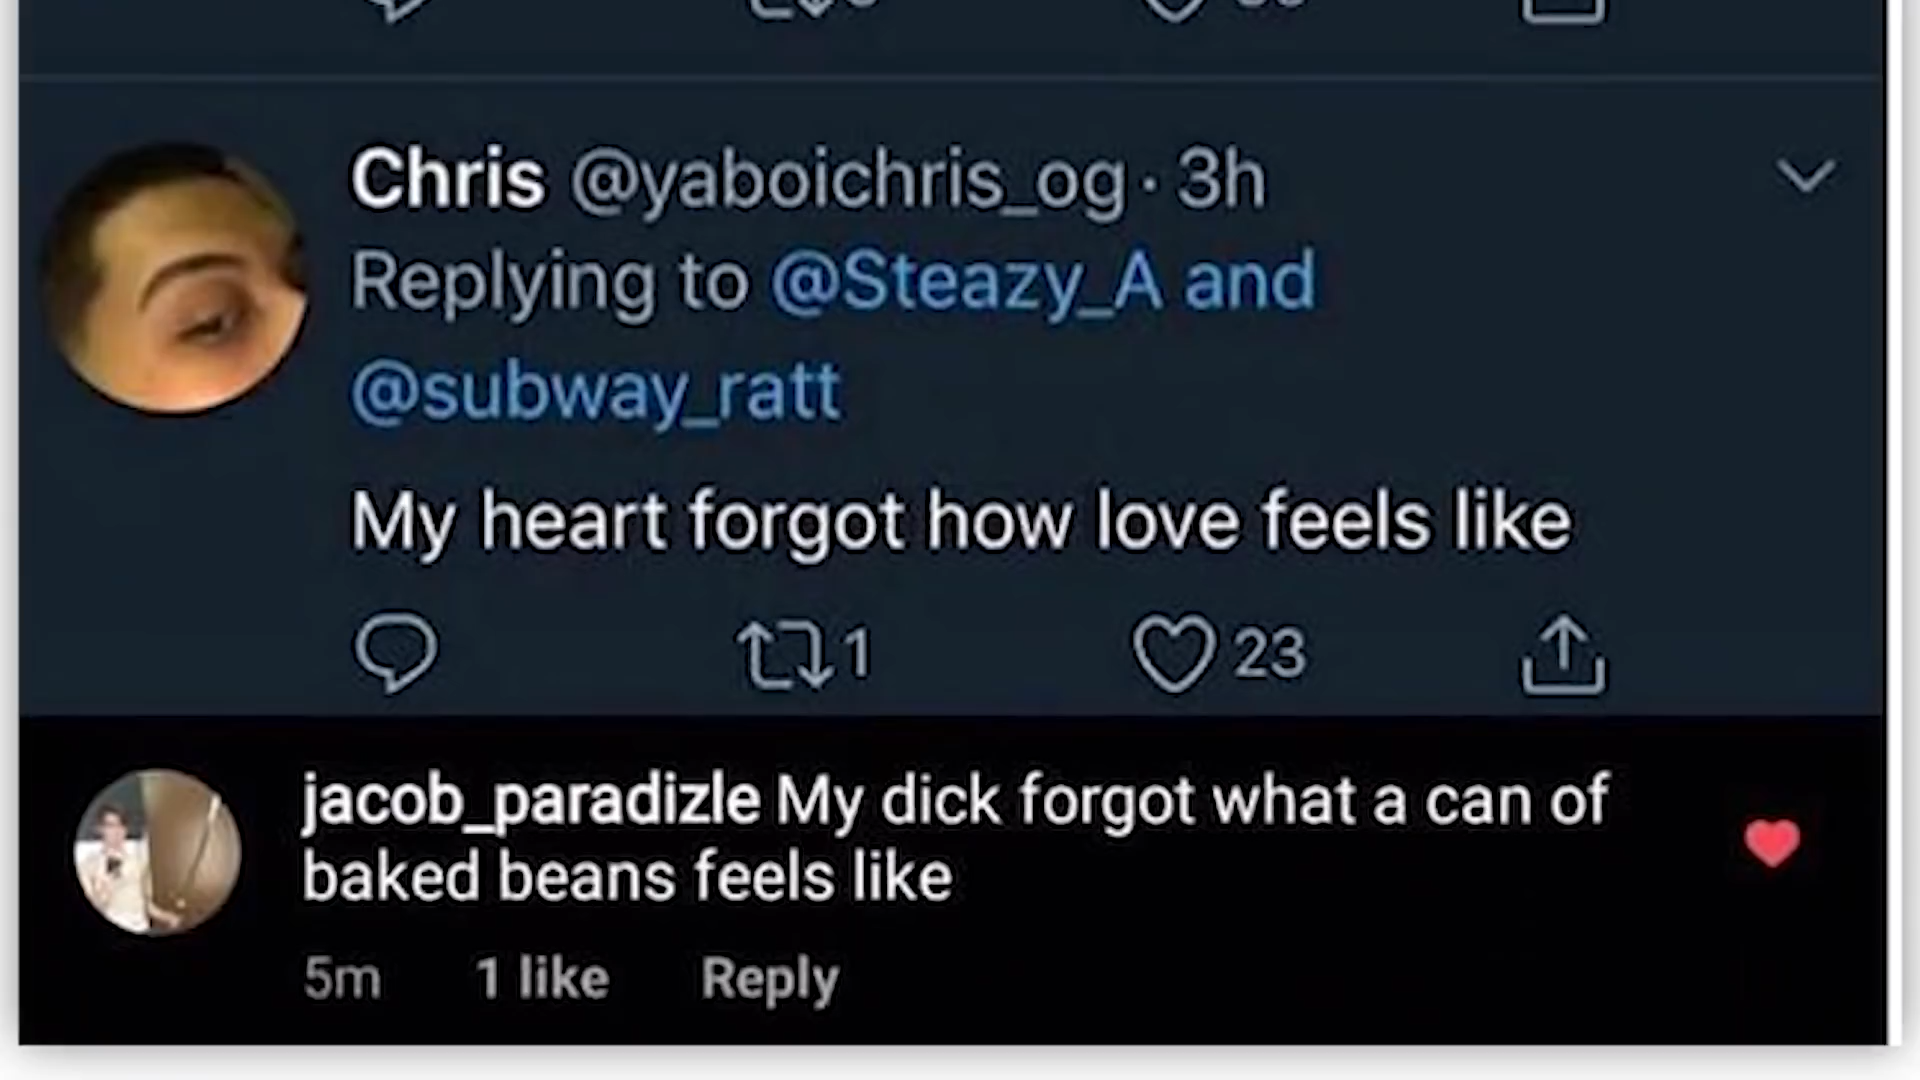 Chris @yaboichris_og · 3h
Replying to @Steazy_A and
@subway_ratt
My heart forgot how love feels like
1 23
jacob_paradizle My dick forgot what a can of
baked beans feels like
5m 1 like Reply